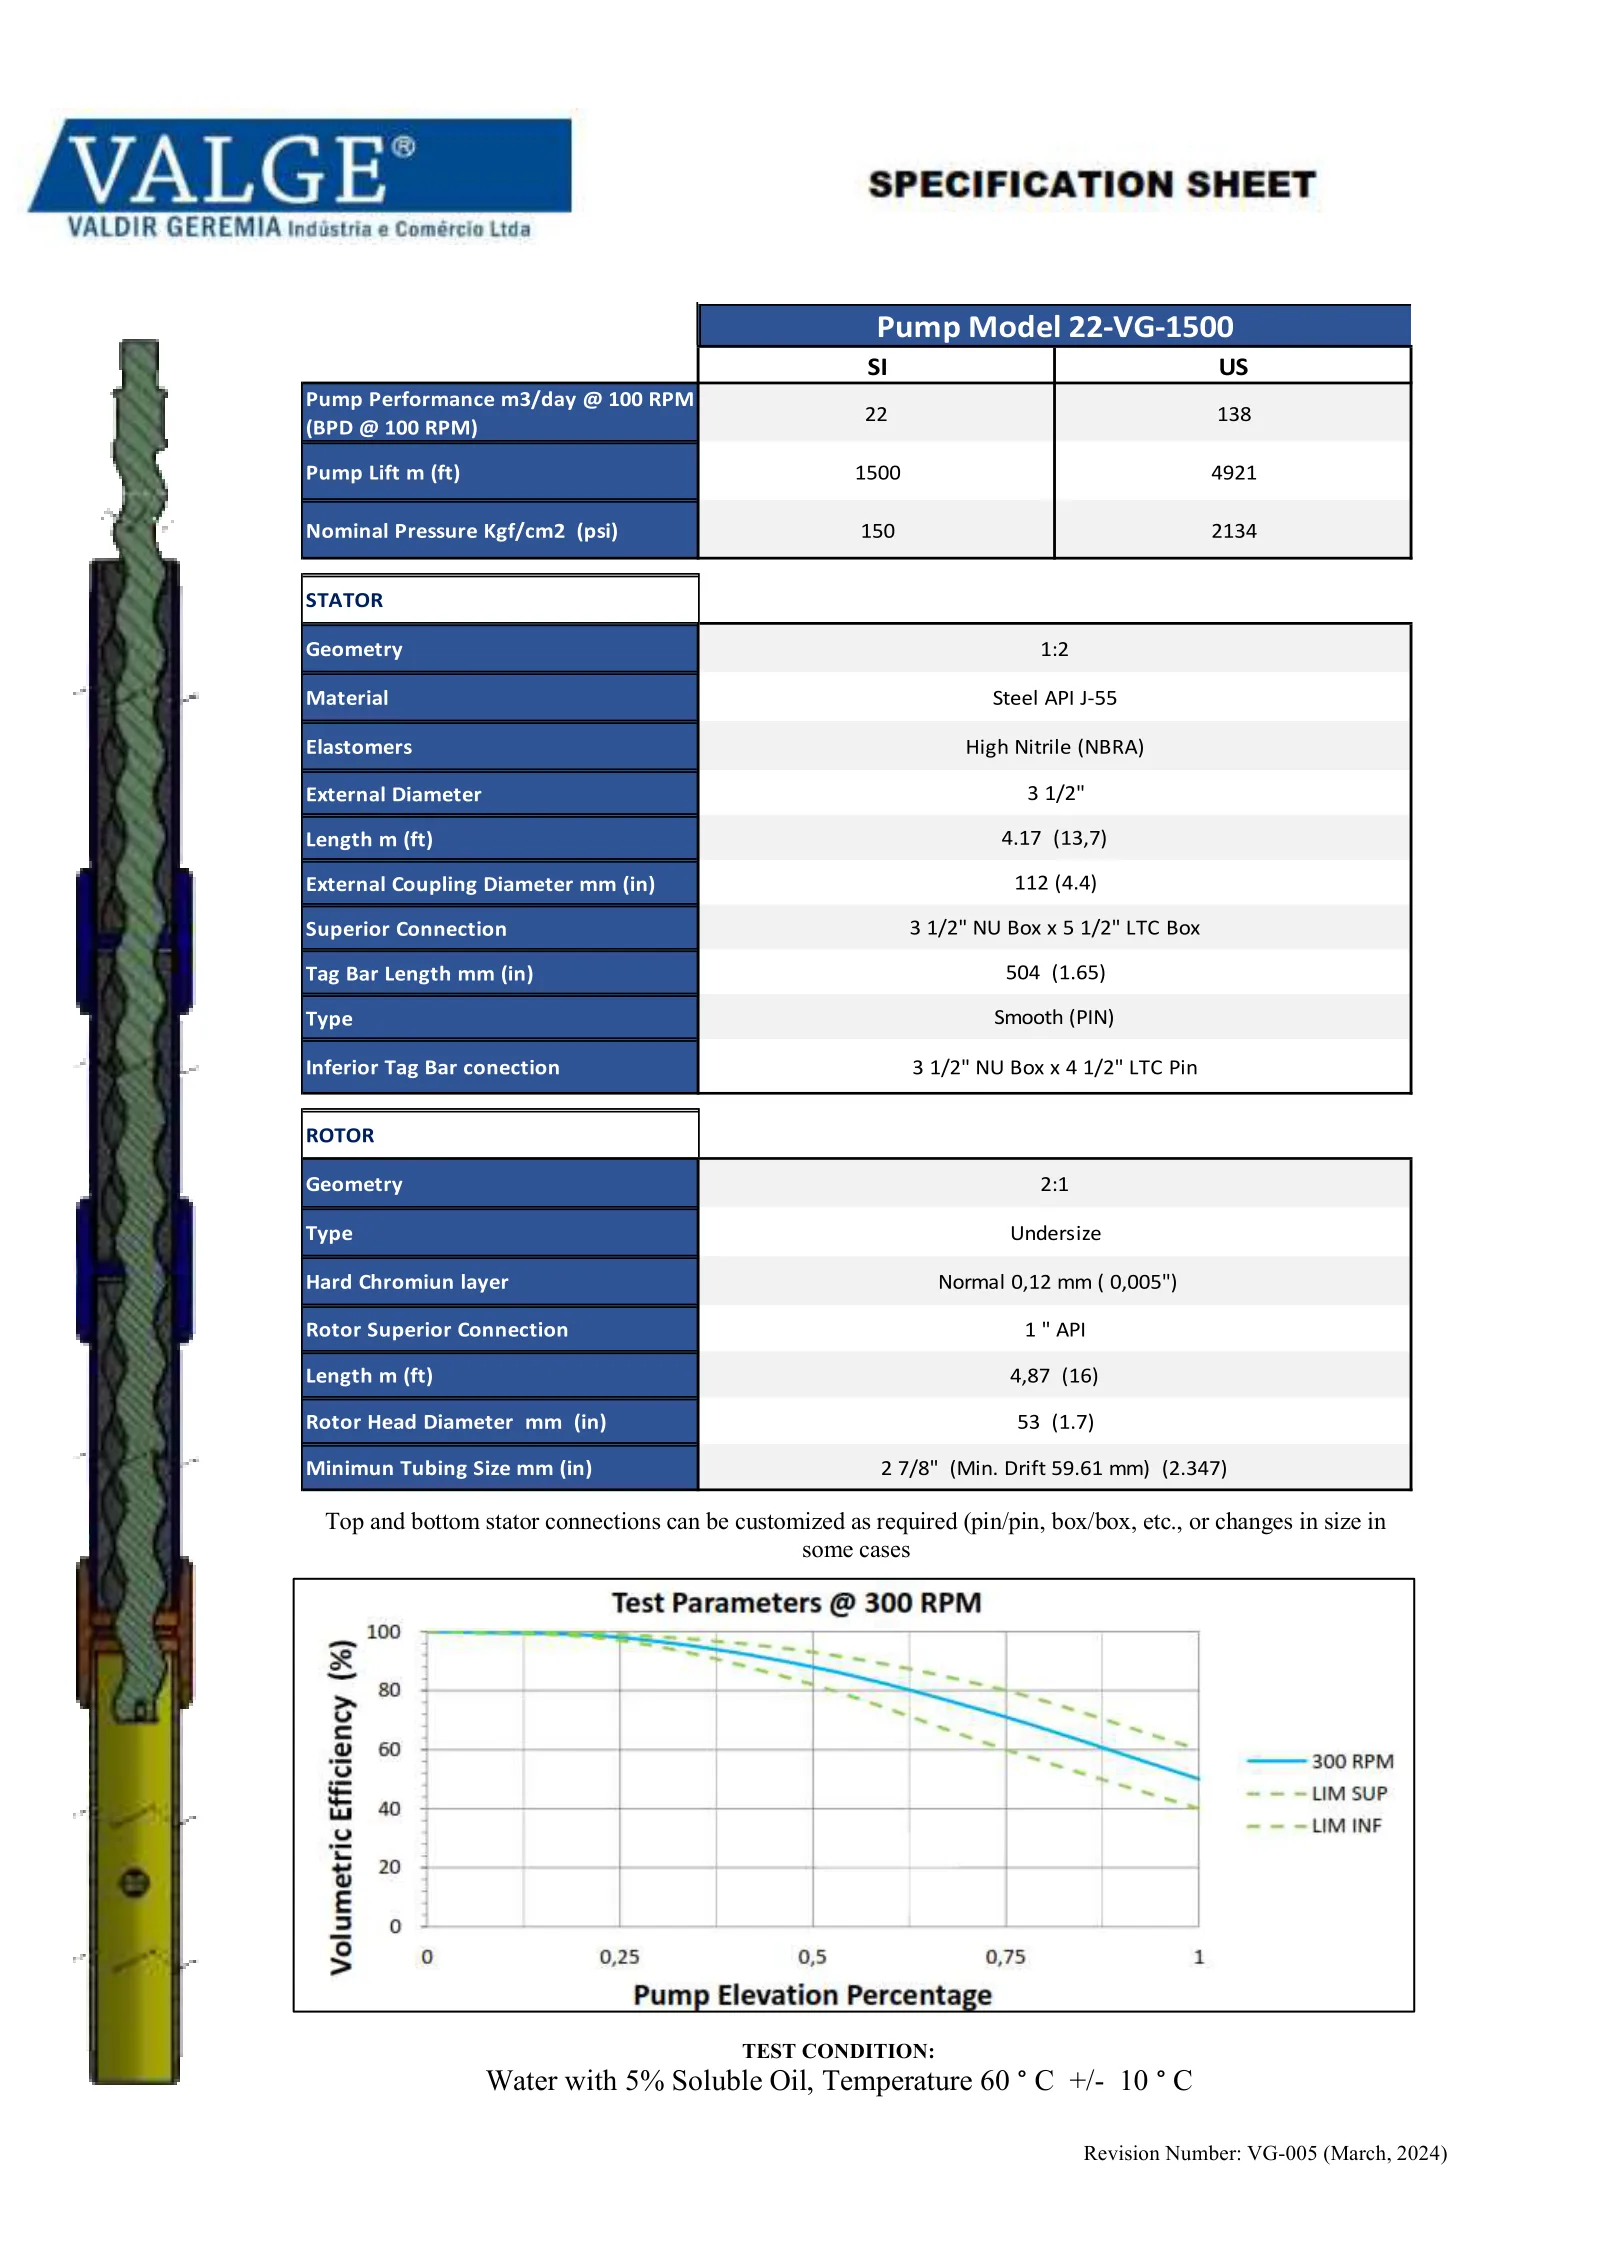 VALGE®
VALDIR GEREMIA Indústria e Comércio Ltda
SPECIFICATION SHEET
Pump Model 22-VG-1500
SI US
Pump Performance m3/day @ 100 RPM
(BPD @ 100 RPM) 22 138
Pump Lift m (ft) 1500 4921
Nominal Pressure Kgf/cm2 (psi) 150 2134
STATOR
Geometry 1:2
Material Steel API J-55
Elastomers High Nitrile (NBRA)
External Diameter 3 1/2"
Length m (ft) 4.17 (13,7)
External Coupling Diameter mm (in) 112 (4.4)
Superior Connection 3 1/2" NU Box x 5 1/2" LTC Box
Tag Bar Length mm (in) 504 (1.65)
Type Smooth (PIN)
Inferior Tag Bar conection 3 1/2" NU Box x 4 1/2" LTC Pin
ROTOR
Geometry 2:1
Type Undersize
Hard Chromiun layer Normal 0,12 mm ( 0,005")
Rotor Superior Connection 1 " API
Length m (ft) 4,87 (16)
Rotor Head Diameter mm (in) 53 (1.7)
Minimun Tubing Size mm (in) 2 7/8" (Min. Drift 59.61 mm) (2.347)
Top and bottom stator connections can be customized as required (pin/pin, box/box, etc., or changes in size in
some cases
Test Parameters @ 300 RPM
Volumetric Efficiency (%)
100
80
60
40
20
0
0 0,25 0,5 0,75 1
Pump Elevation Percentage
300 RPM
LIM SUP
LIM INF
TEST CONDITION:
Water with 5% Soluble Oil, Temperature 60 ° C +/- 10 ° C
Revision Number: VG-005 (March, 2024)